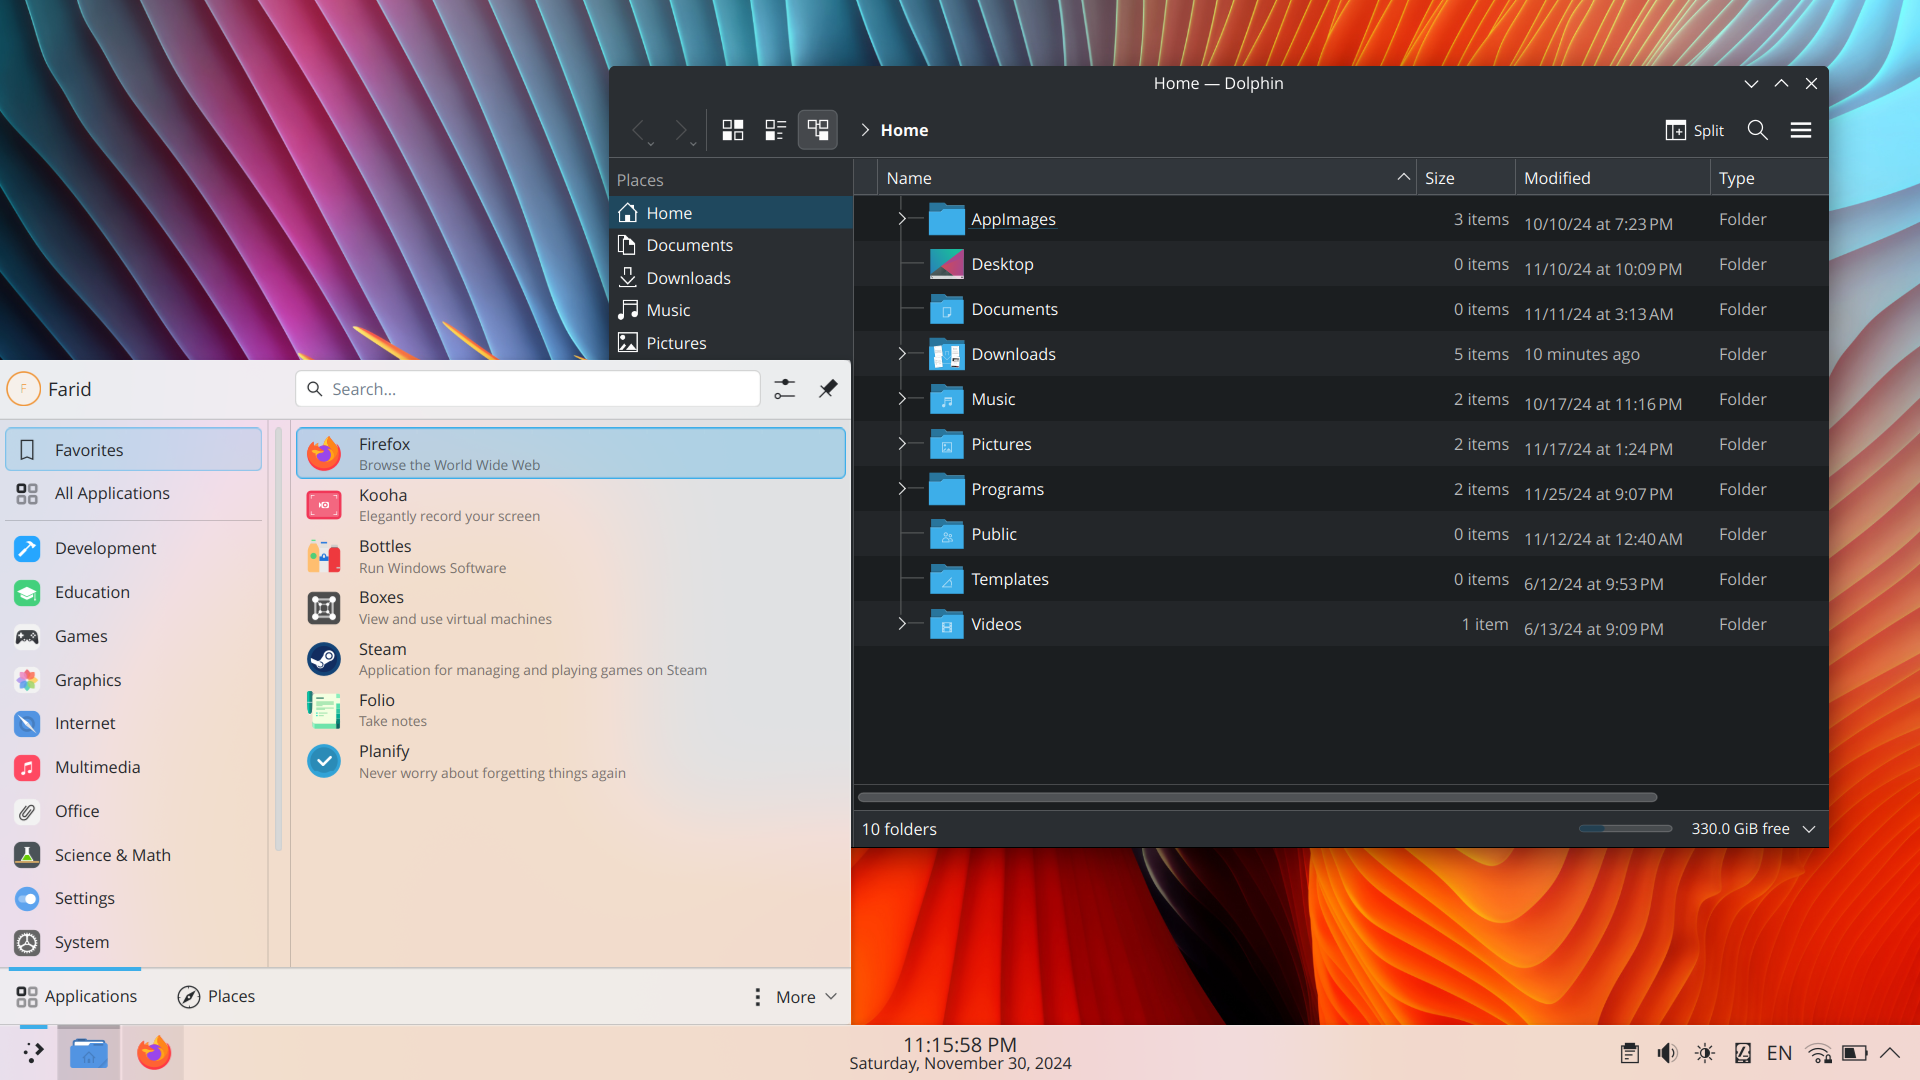 Home — Dolphin
Home
Split
Places
Home
Documents
Downloads
Music
Pictures
Name Size Modified Type
AppImages 3 items 10/10/24 at 7:23 PM Folder
Desktop 0 items 11/10/24 at 10:09 PM Folder
Documents 0 items 11/11/24 at 3:13 AM Folder
Downloads 5 items 10 minutes ago Folder
Music 2 items 10/17/24 at 11:16 PM Folder
Pictures 2 items 11/17/24 at 1:24 PM Folder
Programs 2 items 11/25/24 at 9:07 PM Folder
Public 0 items 11/12/24 at 12:40 AM Folder
Templates 0 items 6/12/24 at 9:53 PM Folder
Videos 1 item 6/13/24 at 9:09 PM Folder
10 folders
330.0 GiB free
F
Farid
Search...
Favorites
All Applications
Development
Education
Games
Graphics
Internet
Multimedia
Office
Science & Math
Settings
System
Firefox
Browse the World Wide Web
Kooha
Elegantly record your screen
Bottles
Run Windows Software
Boxes
View and use virtual machines
Steam
Application for managing and playing games on Steam
Folio
Take notes
Planify
Never worry about forgetting things again
Applications
Places
More
11:15:58 PM
Saturday, November 30, 2024
EN